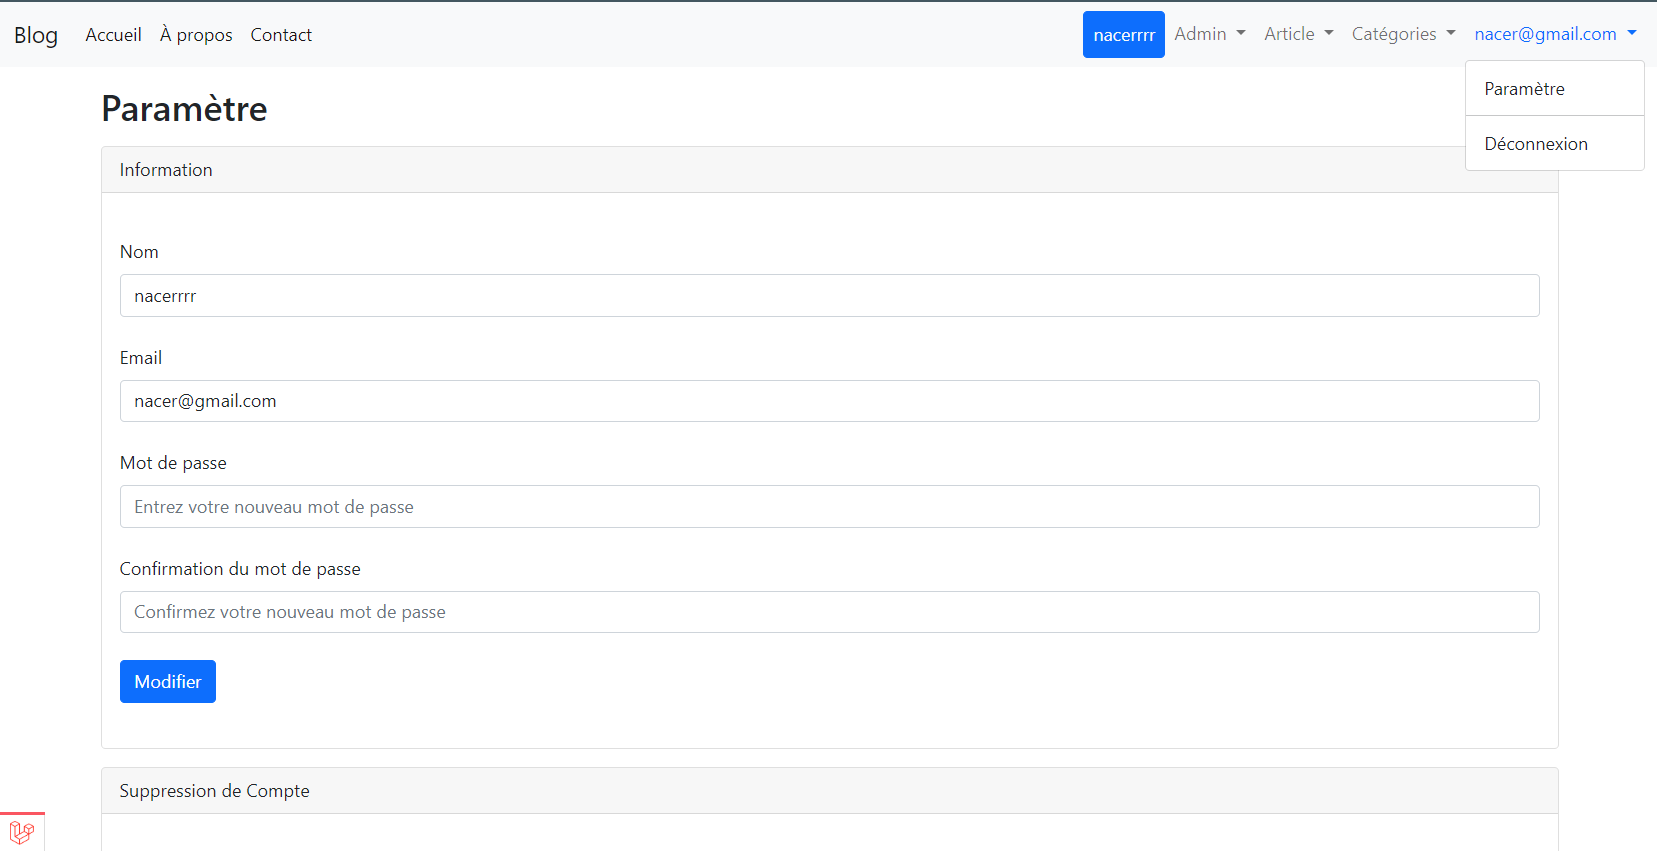 Blog Accueil À propos Contact nacerrrr Admin Article Catégories nacer@gmail.com
Paramètre
Déconnexion
Paramètre
Information
Nom
nacerrrr
Email
nacer@gmail.com
Mot de passe
Entrez votre nouveau mot de passe
Confirmation du mot de passe
Confirmez votre nouveau mot de passe
Modifier
Suppression de Compte